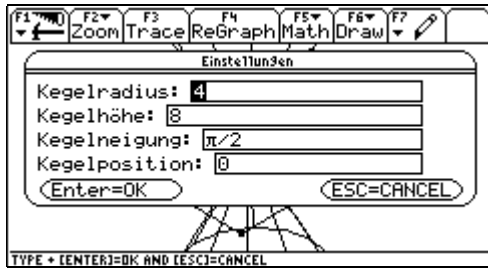 F1 F2 Zoom F3 Trace F4 ReGraph F5 Math F6 Draw F7
Einstellungen
Kegelradius: 4
Kegelhöhe: 8
Kegelneigung: π/2
Kegelposition: 0
Enter=OK ESC=CANCEL
TYPE + [ENTER]=OK AND [ESC]=CANCEL